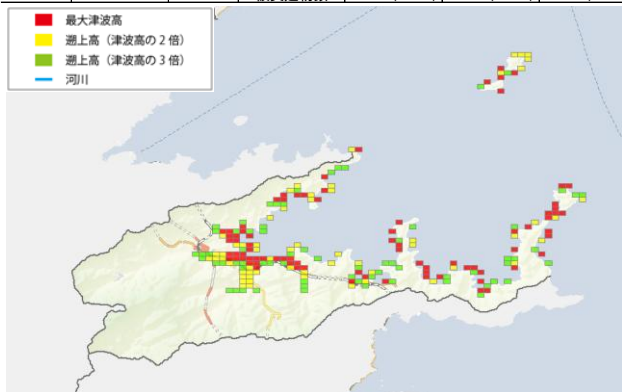 最大津波高
遡上高（津波高の２倍）
遡上高（津波高の３倍）
河川